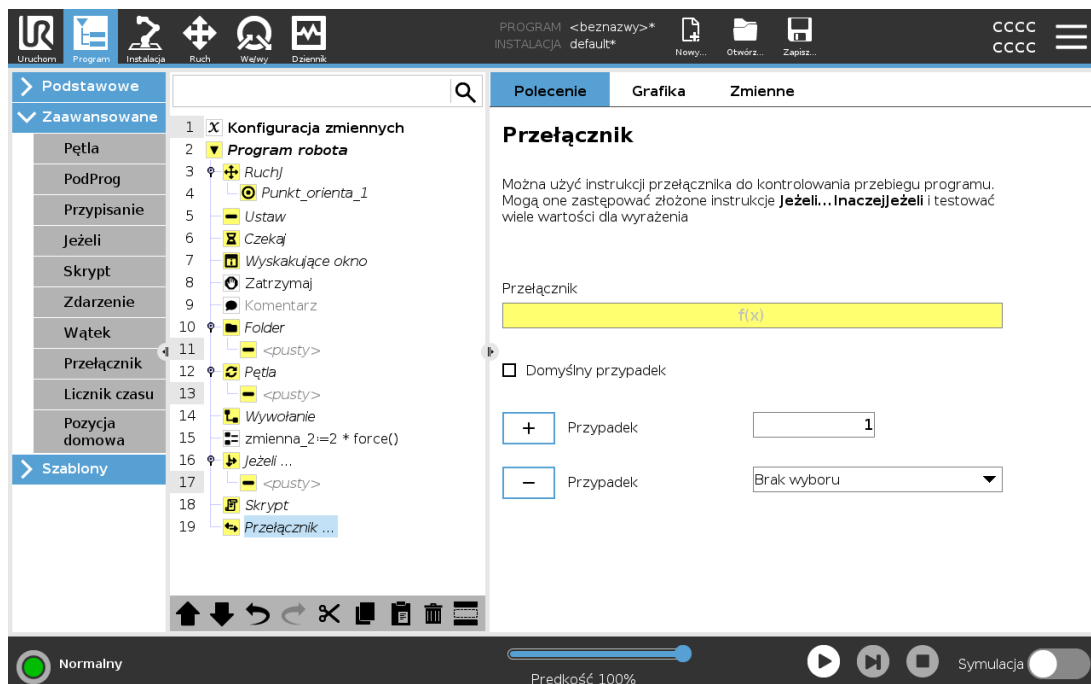 PROGRAM <beznazwy>*
INSTALACJA default*
CCCC
CCCC
Uruchom Program Instalacja Ruch We/wy Dziennik Nowy... Otwórz... Zapisz...
Podstawowe
Zaawansowane
Pętla
PodProg
Przypisanie
Jeżeli
Skrypt
Zdarzenie
Wątek
Przełącznik
Licznik czasu
Pozycja
domowa
Szablony
1 X Konfiguracja zmiennych
2 Program robota
3 RuchJ
4 Punkt_orienta_1
5 Ustaw
6 Czekaj
7 Wyskakujące okno
8 Zatrzymaj
9 Komentarz
10 Folder
11 <pusty>
12 Pętla
13 <pusty>
14 Wywołanie
15 zmienna_2:=2 * force()
16 Jeżeli ...
17 <pusty>
18 Skrypt
19 Przełącznik ...
Polecenie Grafika Zmienne
Przełącznik
Można użyć instrukcji przełącznika do kontrolowania przebiegu programu.
Mogą one zastępować złożone instrukcje Jeżeli...InaczejJeżeli i testować
wiele wartości dla wyrażenia
Przełącznik
f(x)
Domyślny przypadek
+ Przypadek 1
− Przypadek Brak wyboru
Normalny
Prędkość 100%
Symulacja